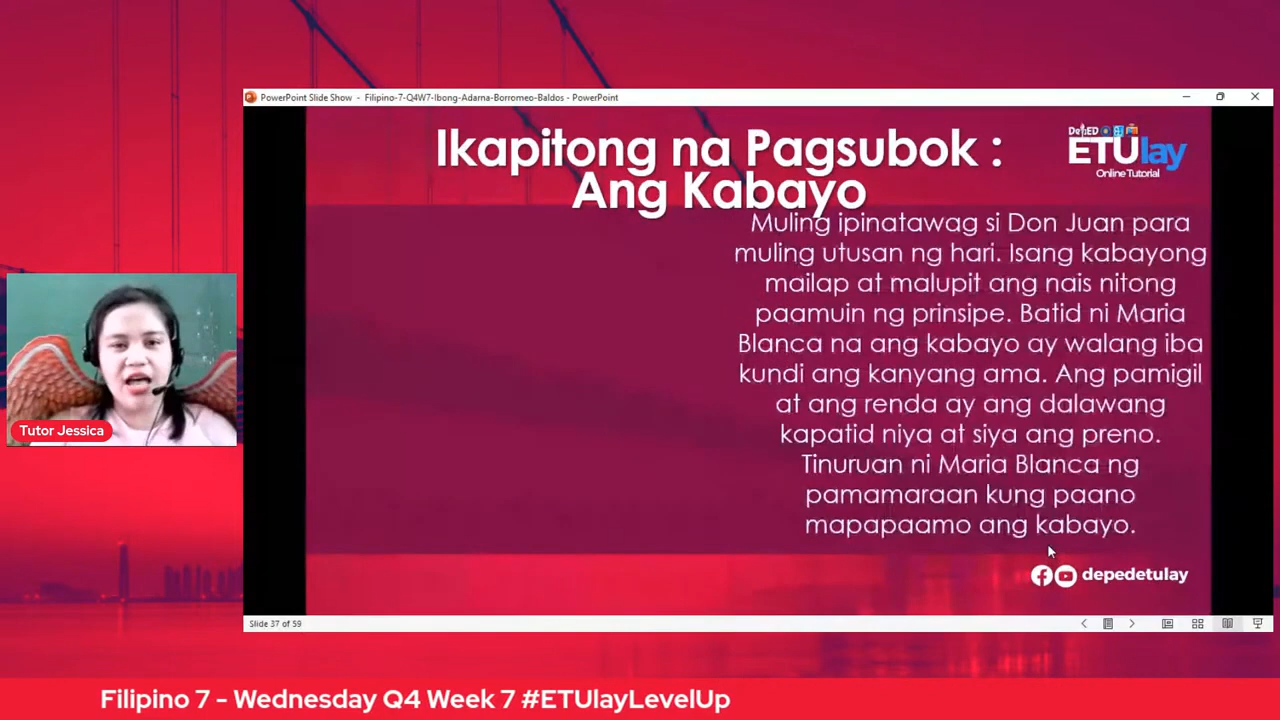 PowerPoint Slide Show - Filipino-7-Q4W7-Ibong-Adarna-Borromeo-Baldos - PowerPoint
Ikapitong na Pagsubok :
Ang Kabayo
DepED
ETUlay
Online Tutorial
Muling ipinatawag si Don Juan para
muling utusan ng hari. Isang kabayong
mailap at malupit ang nais nitong
paamuin ng prinsipe. Batid ni Maria
Blanca na ang kabayo ay walang iba
kundi ang kanyang ama. Ang pamigil
at ang renda ay ang dalawang
kapatid niya at siya ang preno.
Tinuruan ni Maria Blanca ng
pamamaraan kung paano
mapapaamo ang kabayo.
Tutor Jessica
depedetulay
Slide 37 of 59
Filipino 7 - Wednesday Q4 Week 7 #ETUlayLevelUp